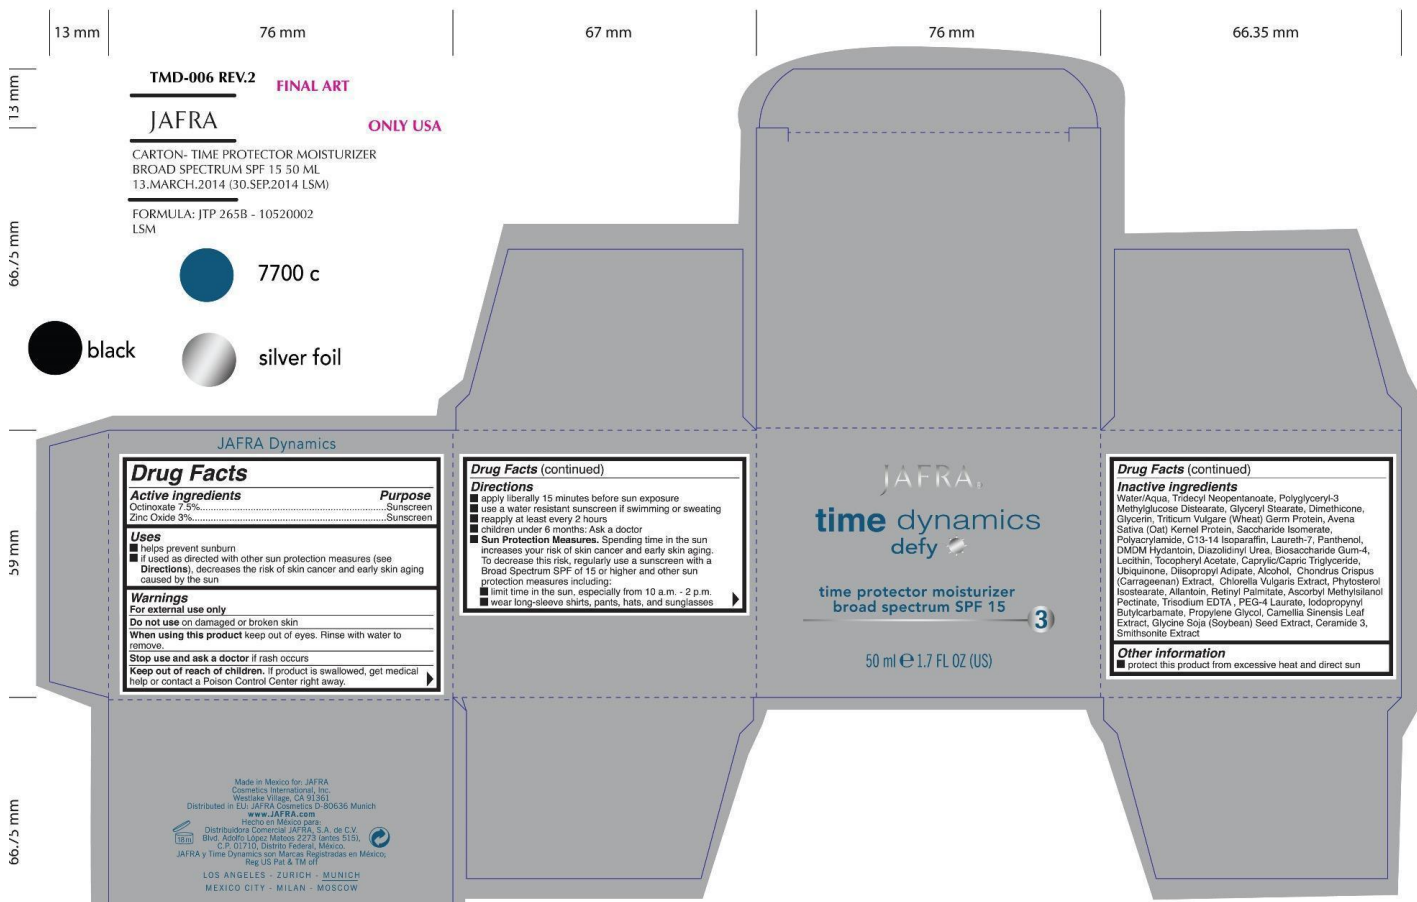 13 mm
76 mm
67 mm
76 mm
66.35 mm
13 mm
66.75 mm
59 mm
66.75 mm
TMD-006 REV.2
FINAL ART
JAFRA
ONLY USA
CARTON- TIME PROTECTOR MOISTURIZER
BROAD SPECTRUM SPF 15 50 ML
13.MARCH.2014 (30.SEP.2014 LSM)
FORMULA: JTP 265B - 10520002
LSM
7700 c
black
silver foil
JAFRA Dynamics
Drug Facts
Active ingredients Purpose
Octinoxate 7.5%......Sunscreen
Zinc Oxide 3%......Sunscreen
Uses
■ helps prevent sunburn
■ if used as directed with other sun protection measures (see
Directions), decreases the risk of skin cancer and early skin aging
caused by the sun
Warnings
For external use only
Do not use on damaged or broken skin
When using this product keep out of eyes. Rinse with water to
remove.
Stop use and ask a doctor if rash occurs
Keep out of reach of children. If product is swallowed, get medical
help or contact a Poison Control Center right away.
Drug Facts (continued)
Directions
■ apply liberally 15 minutes before sun exposure
■ use a water resistant sunscreen if swimming or sweating
■ reapply at least every 2 hours
■ children under 6 months: Ask a doctor
■ Sun Protection Measures. Spending time in the sun
increases your risk of skin cancer and early skin aging.
To decrease this risk, regularly use a sunscreen with a
Broad Spectrum SPF of 15 or higher and other sun
protection measures including:
■ limit time in the sun, especially from 10 a.m. - 2 p.m.
■ wear long-sleeve shirts, pants, hats, and sunglasses
JAFRA
time dynamics
defy
time protector moisturizer
broad spectrum SPF 15
3
50 ml ℮ 1.7 FL OZ (US)
Drug Facts (continued)
Inactive ingredients
Water/Aqua, Tridecyl Neopentanoate, Polyglyceryl-3
Methylglucose Distearate, Glyceryl Stearate, Dimethicone,
Glycerin, Triticum Vulgare (Wheat) Germ Protein, Avena
Sativa (Oat) Kernel Protein, Saccharide Isomerate,
Polyacrylamide, C13-14 Isoparaffin, Laureth-7, Panthenol,
DMDM Hydantoin, Diazolidinyl Urea, Biosaccharide Gum-4,
Lecithin, Tocopheryl Acetate, Caprylic/Capric Triglyceride,
Ubiquinone, Diisopropyl Adipate, Alcohol, Chondrus Crispus
(Carrageenan) Extract, Chlorella Vulgaris Extract, Phytosterol
Isostearate, Allantoin, Retinyl Palmitate, Ascorbyl Methylsilanol
Pectinate, Trisodium EDTA , PEG-4 Laurate, Iodopropynyl
Butylcarbamate, Propylene Glycol, Camellia Sinensis Leaf
Extract, Glycine Soja (Soybean) Seed Extract, Ceramide 3,
Smithsonite Extract
Other information
■ protect this product from excessive heat and direct sun
Made in Mexico for: JAFRA
Cosmetics International, Inc.
Westlake Village, CA 91361
Distributed in EU: JAFRA Cosmetics D-80636 Munich
www.JAFRA.com
Hecho en México para:
Distribuidora Comercial JAFRA, S.A. de C.V.
Blvd. Adolfo López Mateos 2273 (antes 515),
C.P. 01710, Distrito Federal, México.
JAFRA y Time Dynamics son Marcas Registradas en México;
Reg US Pat & TM off
18m
LOS ANGELES - ZURICH - MUNICH
MEXICO CITY - MILAN - MOSCOW